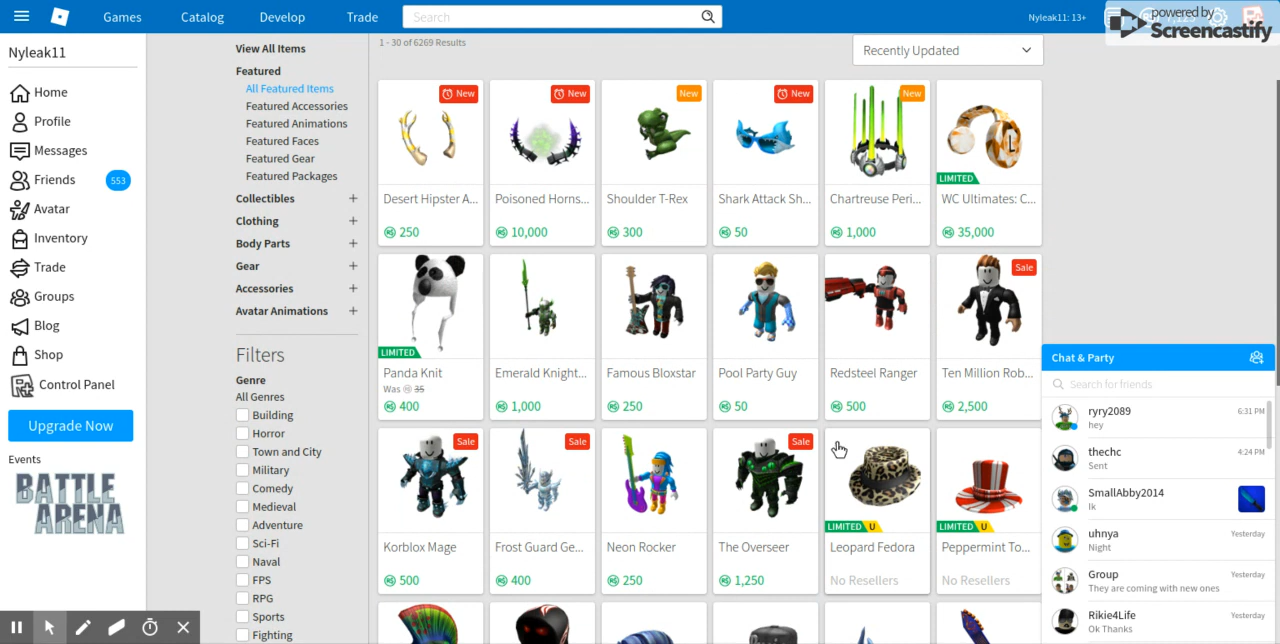 Games
Catalog
Develop
Trade
Search
Nyleak11: 13+
powered by
Screencastify
Nyleak11
Home
Profile
Messages
Friends
553
Avatar
Inventory
Trade
Groups
Blog
Shop
Control Panel
Upgrade Now
Events
BATTLE
ARENA
View All Items
Featured
All Featured Items
Featured Accessories
Featured Animations
Featured Faces
Featured Gear
Featured Packages
Collectibles
Clothing
Body Parts
Gear
Accessories
Avatar Animations
Filters
Genre
All Genres
Building
Horror
Town and City
Military
Comedy
Medieval
Adventure
Sci-Fi
Naval
FPS
RPG
Sports
Fighting
1 - 30 of 6269 Results
Recently Updated
New
New
New
New
New
LIMITED
Desert Hipster A...
Poisoned Horns...
Shoulder T-Rex
Shark Attack Sh...
Chartreuse Peri...
WC Ultimates: C...
250
10,000
300
50
1,000
35,000
Sale
LIMITED
Panda Knit
Emerald Knight...
Famous Bloxstar
Pool Party Guy
Redsteel Ranger
Ten Million Rob...
Was 35
400
1,000
250
50
500
2,500
Sale
Sale
Sale
LIMITED U
LIMITED U
Korblox Mage
Frost Guard Ge...
Neon Rocker
The Overseer
Leopard Fedora
Peppermint To...
500
400
250
1,250
No Resellers
No Resellers
Chat & Party
Search for friends
ryry2089
6:31 PM
hey
thechc
4:24 PM
Sent
SmallAbby2014
Ik
uhnya
Yesterday
Night
Group
Yesterday
They are coming with new ones
Rikie4Life
Yesterday
Ok Thanks